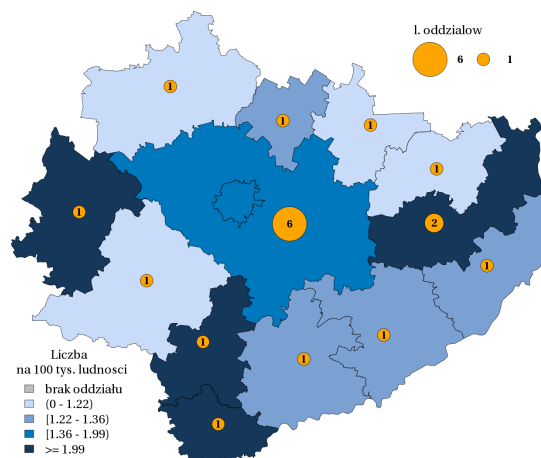 l. oddzialow
6 1
1
1
1
1
1
6
2
1
1
1
1
1
1
Liczba
na 100 tys. ludnosci
brak oddziału
(0 - 1.22)
[1.22 - 1.36)
[1.36 - 1.99)
>= 1.99